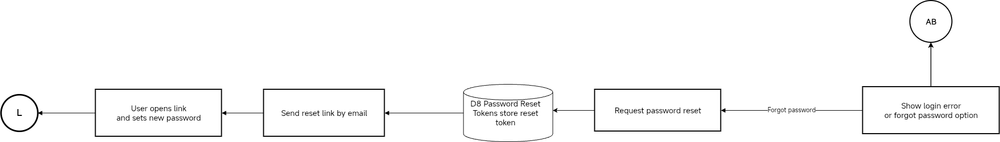 AB
L
User opens link
and sets new password
Send reset link by email
D8 Password Reset
Tokens store reset
token
Request password reset
Forgot password
Show login error
or forgot password option